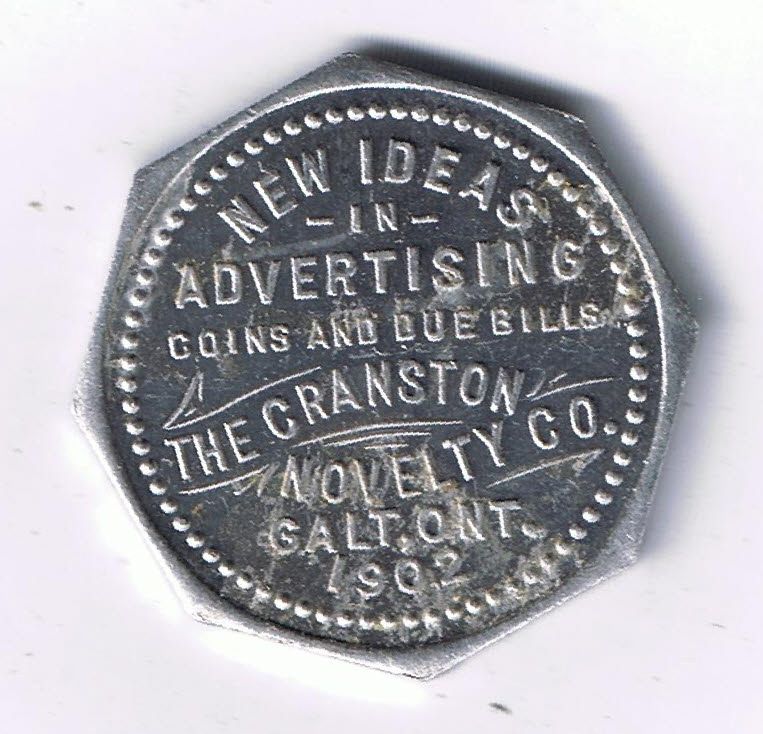 NEW IDEAS
-IN-
ADVERTISING
COINS AND DUE BILLS
THE CRANSTON
NOVELTY CO.
GALT.ONT.
1902